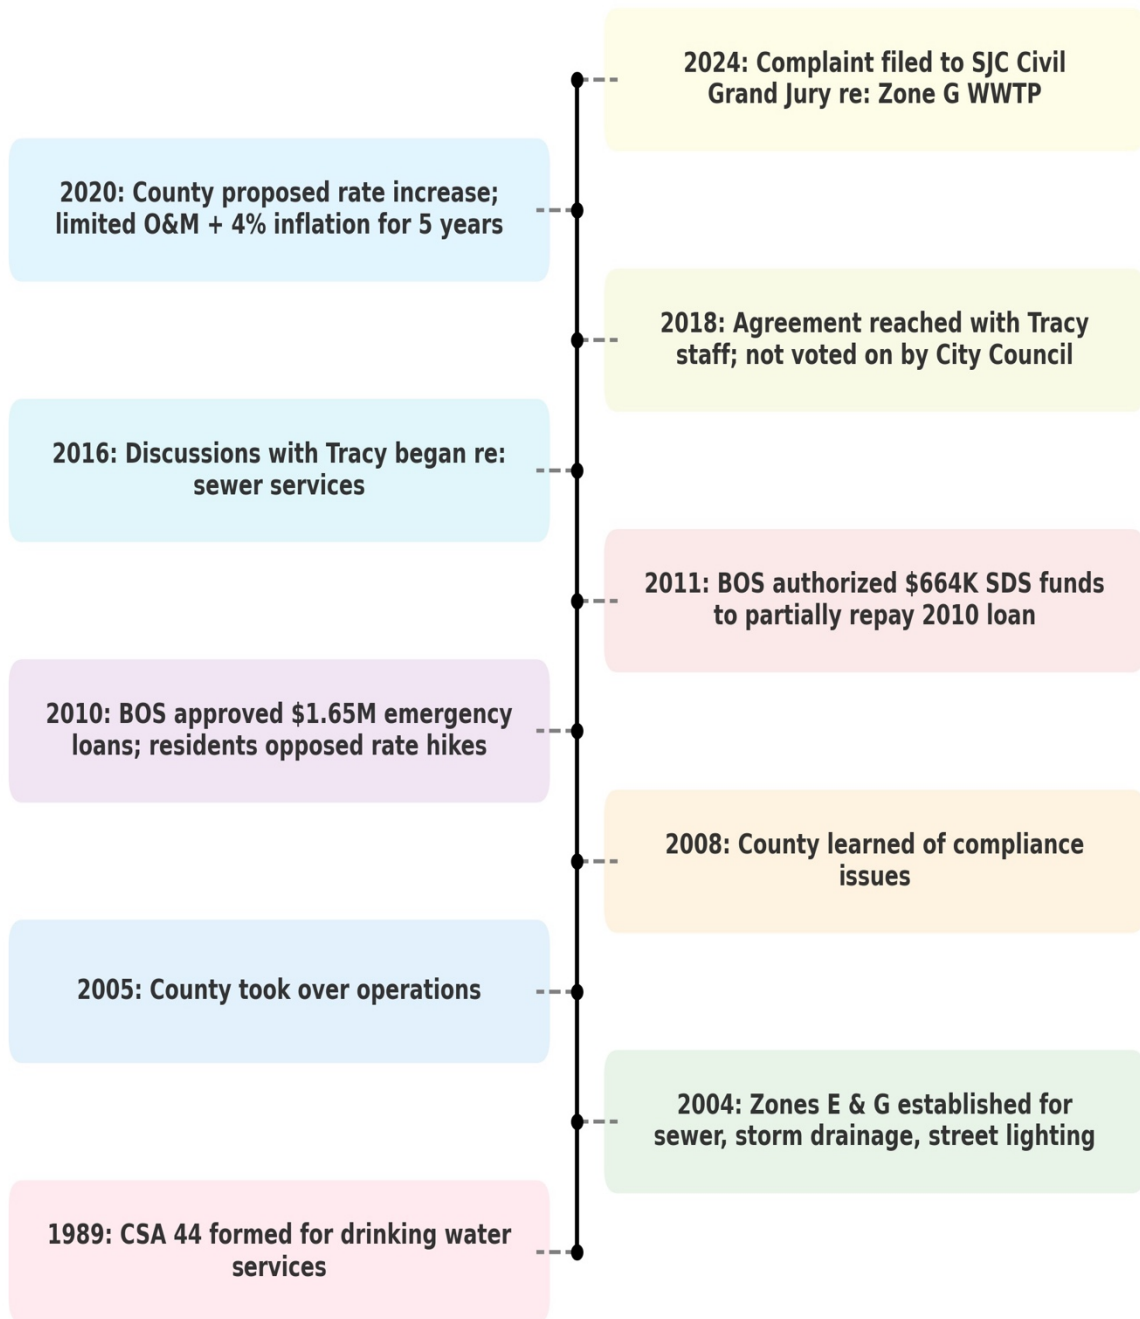 2024: Complaint filed to SJC Civil
Grand Jury re: Zone G WWTP
2020: County proposed rate increase;
limited O&M + 4% inflation for 5 years
2018: Agreement reached with Tracy
staff; not voted on by City Council
2016: Discussions with Tracy began re:
sewer services
2011: BOS authorized $664K SDS funds
to partially repay 2010 loan
2010: BOS approved $1.65M emergency
loans; residents opposed rate hikes
2008: County learned of compliance
issues
2005: County took over operations
2004: Zones E & G established for
sewer, storm drainage, street lighting
1989: CSA 44 formed for drinking water
services